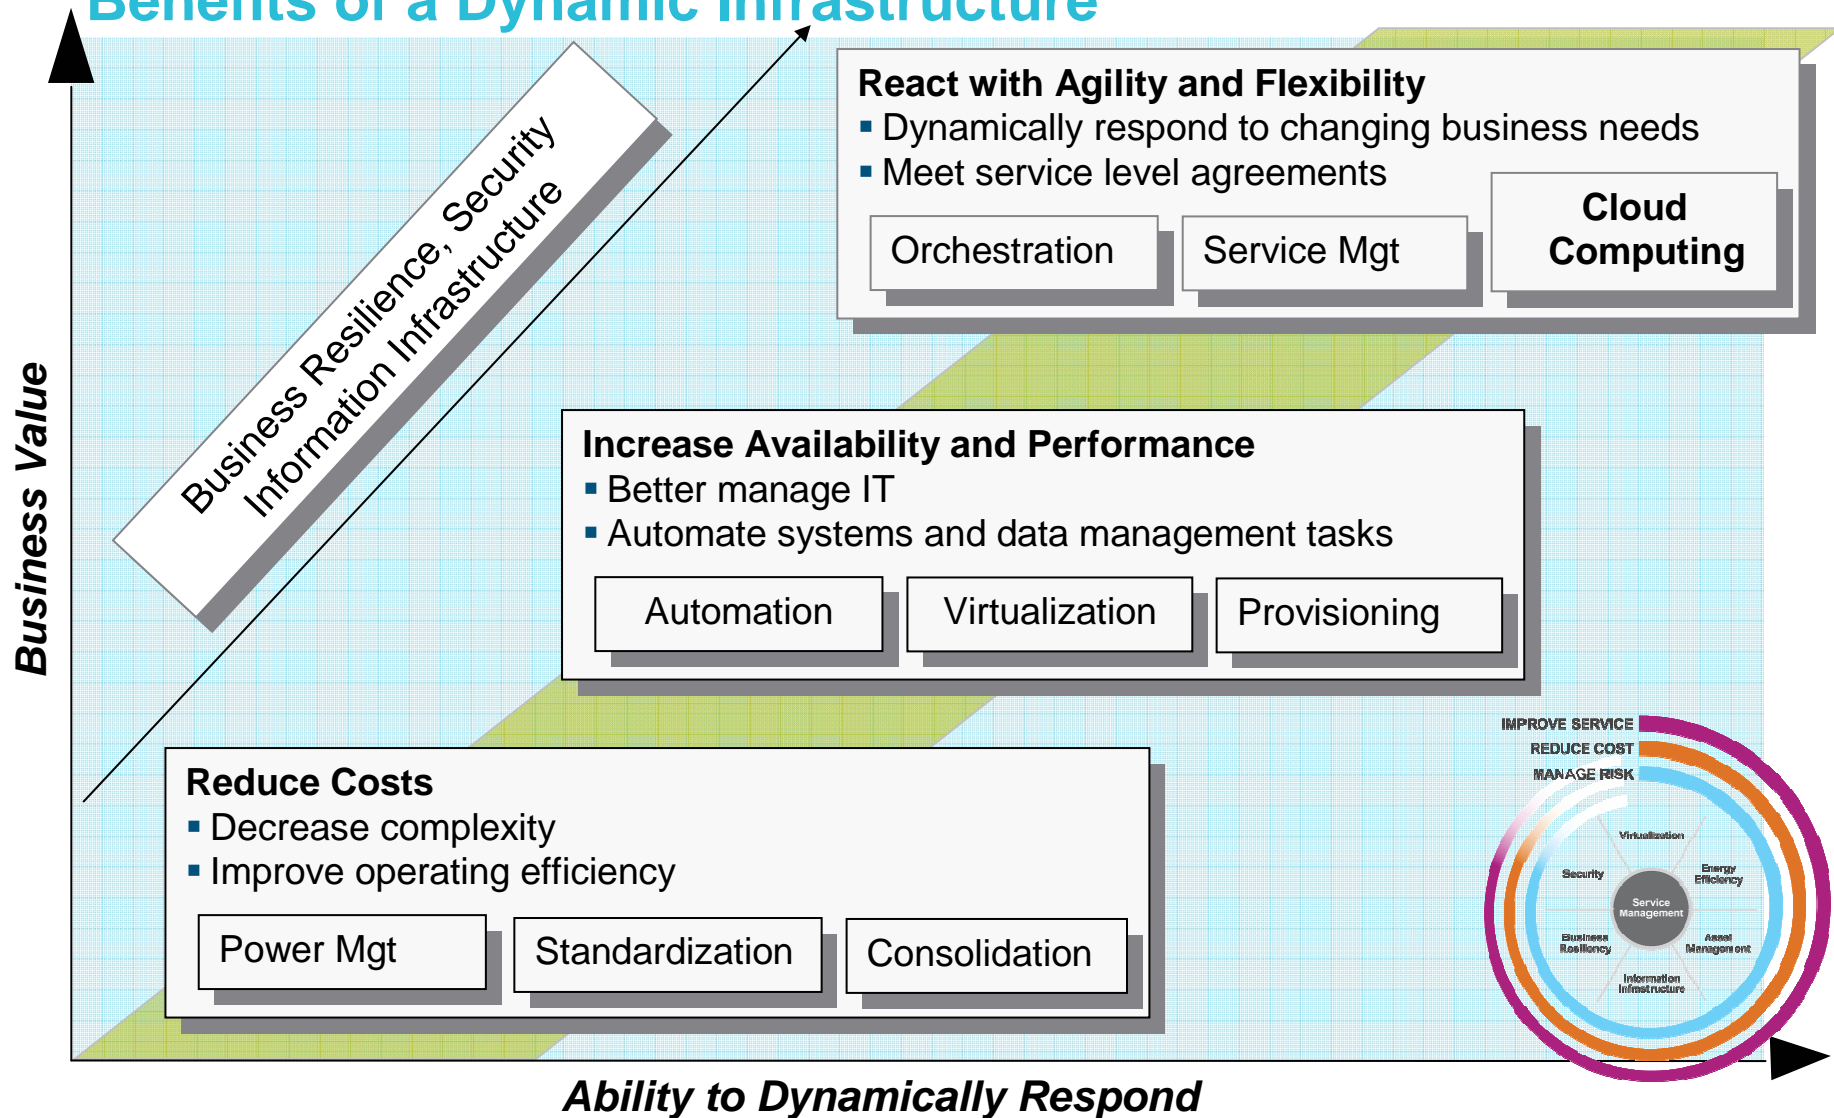 Benefits of a Dynamic Infrastructure
React with Agility and Flexibility
Dynamically respond to changing business needs
Meet service level agreements
Orchestration
Service Mgt
Cloud
Computing
Business Resilience, Security
Information Infrastructure
Business Value
Increase Availability and Performance
Better manage IT
Automate systems and data management tasks
Automation
Virtualization
Provisioning
Reduce Costs
Decrease complexity
Improve operating efficiency
Power Mgt
Standardization
Consolidation
IMPROVE SERVICE
REDUCE COST
MANAGE RISK
Virtualization
Energy
Efficiency
Security
Service
Management
Business
Resiliency
Asset
Management
Information
Infrastructure
Ability to Dynamically Respond